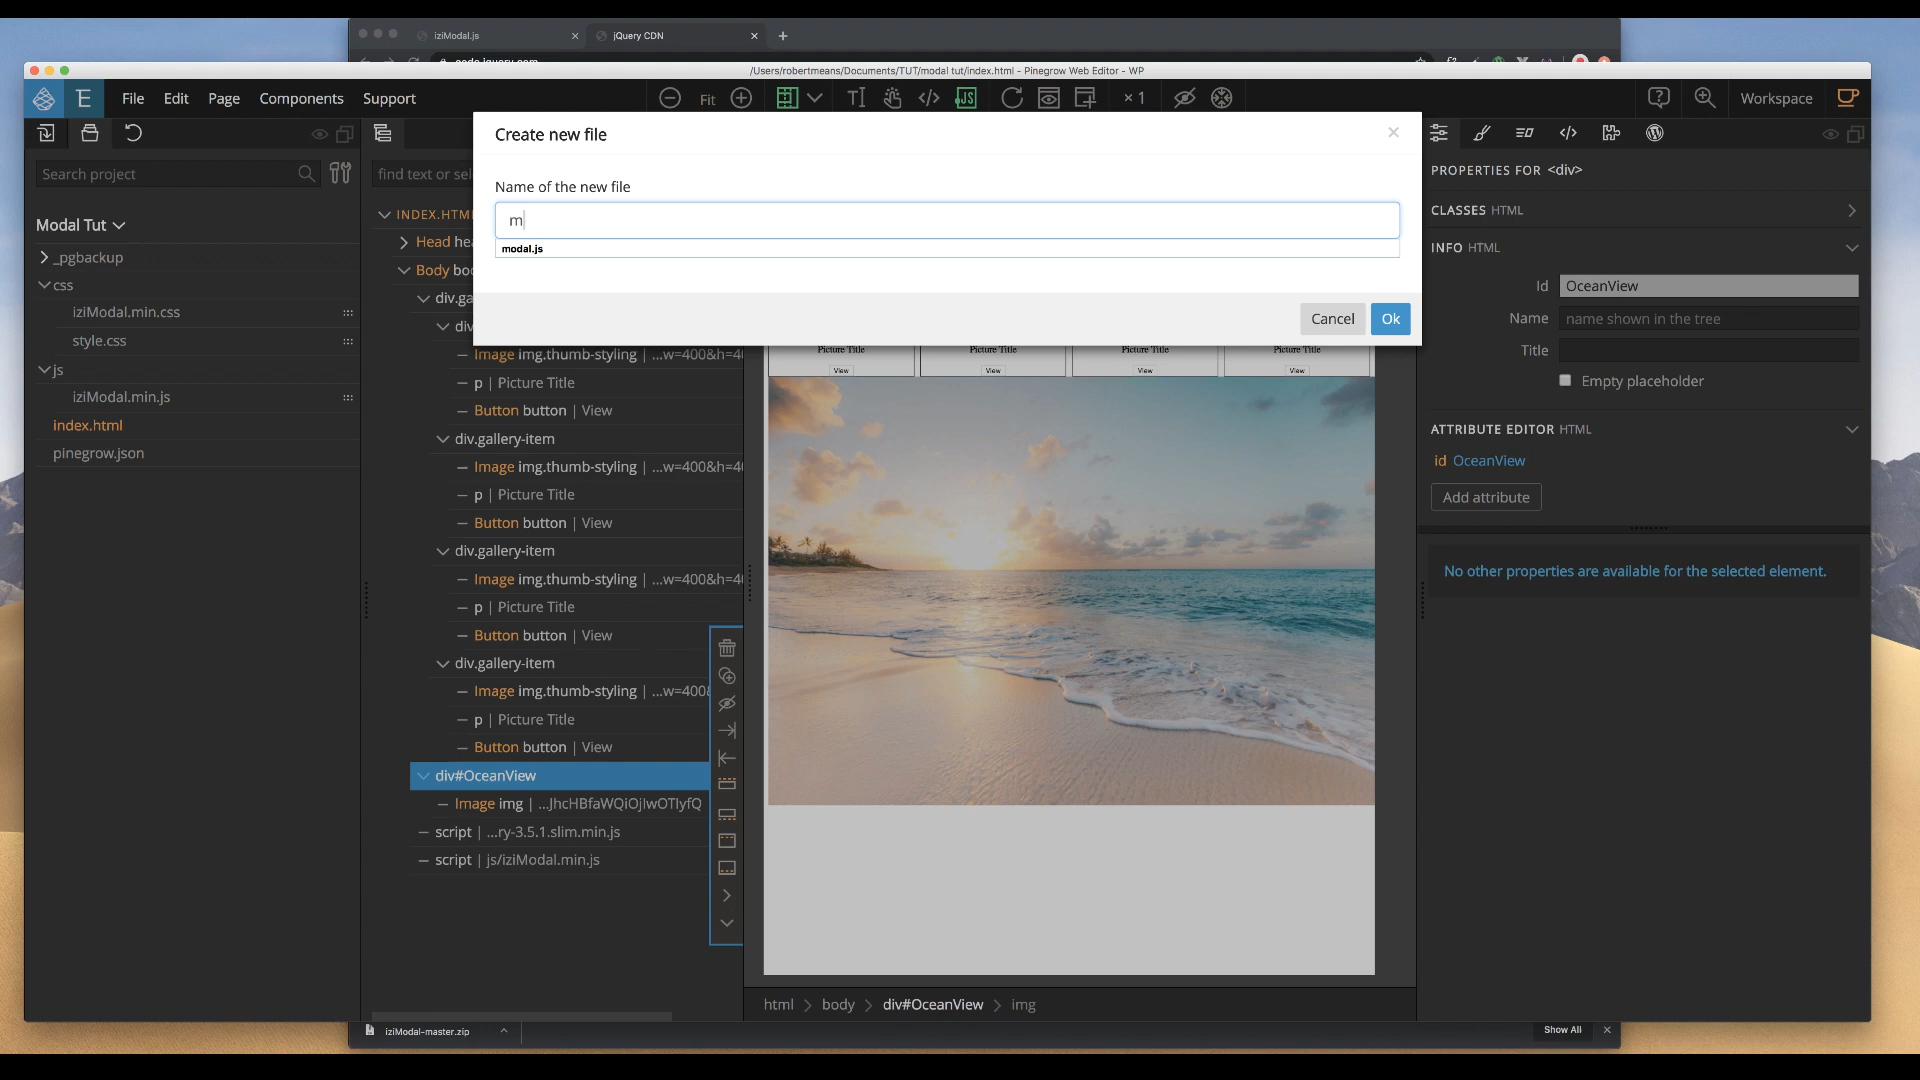 iziModal.js
jQuery CDN
/Users/robertmeans/Documents/TUT/modal tut/index.html - Pinegrow Web Editor - WP
File Edit Page Components Support
Fit
× 1
Workspace
Create new file
Name of the new file
m
modal.js
Cancel
Ok
Search project
Modal Tut
_pgbackup
css
iziModal.min.css
style.css
js
iziModal.min.js
index.html
pinegrow.json
find text or sel
INDEX.HTM
Head hea
Body boo
div.ga
div
Image img.thumb-styling | ...w=400&h=4
p | Picture Title
Button button | View
div.gallery-item
Image img.thumb-styling | ...w=400&h=4
p | Picture Title
Button button | View
div.gallery-item
Image img.thumb-styling | ...w=400&h=4
p | Picture Title
Button button | View
div.gallery-item
Image img.thumb-styling | ...w=400
p | Picture Title
Button button | View
div#OceanView
Image img | ...JhcHBfaWQiOjIwOTIyfQ
script | ...ry-3.5.1.slim.min.js
script | js/iziModal.min.js
Picture Title Picture Title Picture Title Picture Title
View View View View
html > body > div#OceanView > img
PROPERTIES FOR <div>
CLASSES HTML
INFO HTML
Id OceanView
Name name shown in the tree
Title
Empty placeholder
ATTRIBUTE EDITOR HTML
id OceanView
Add attribute
No other properties are available for the selected element.
iziModal-master.zip
Show All